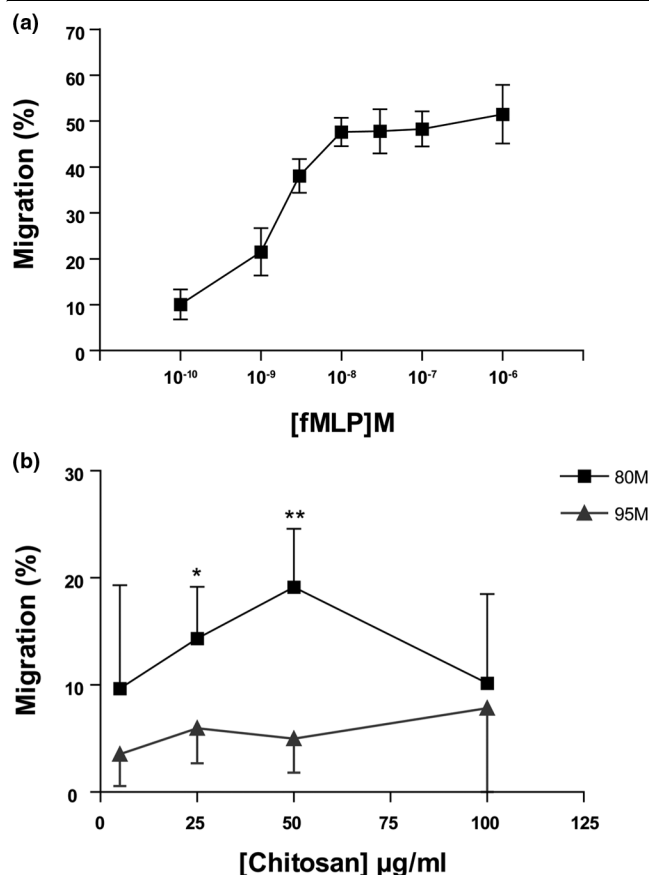 (a)
70
60
50
40
30
20
10
0
Migration (%)
10⁻¹⁰ 10⁻⁹ 10⁻⁸ 10⁻⁷ 10⁻⁶
[fMLP]M
(b)
30
20
10
0
Migration (%)
80M
95M
*
**
0 25 50 75 100 125
[Chitosan] µg/ml